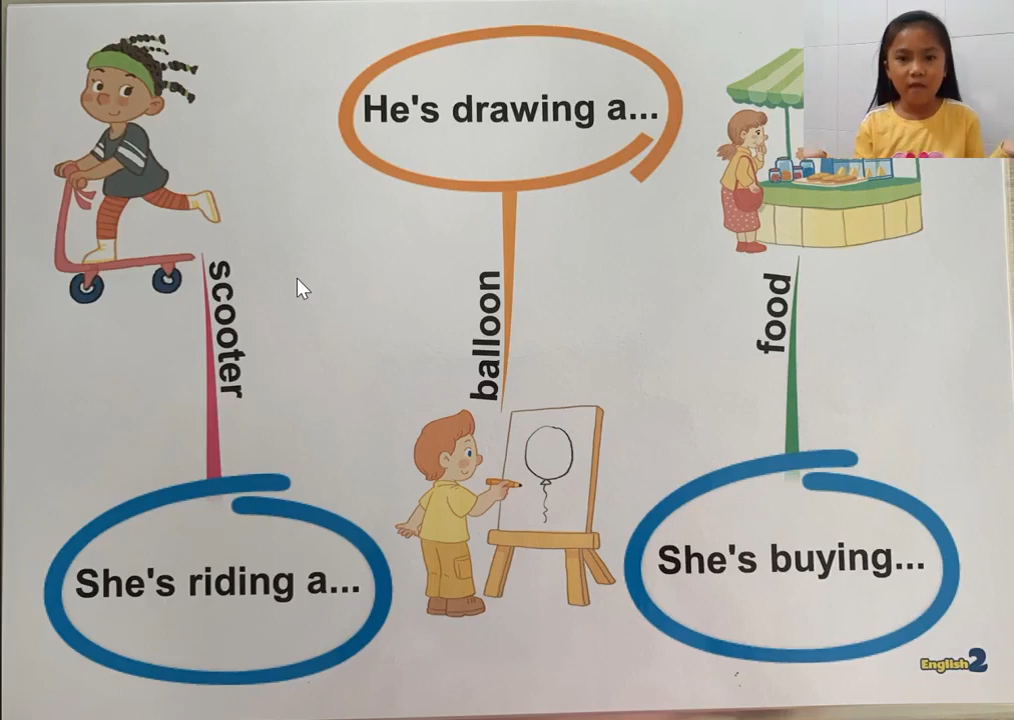 He's drawing a...
scooter
balloon
food
She's riding a...
She's buying...
English2